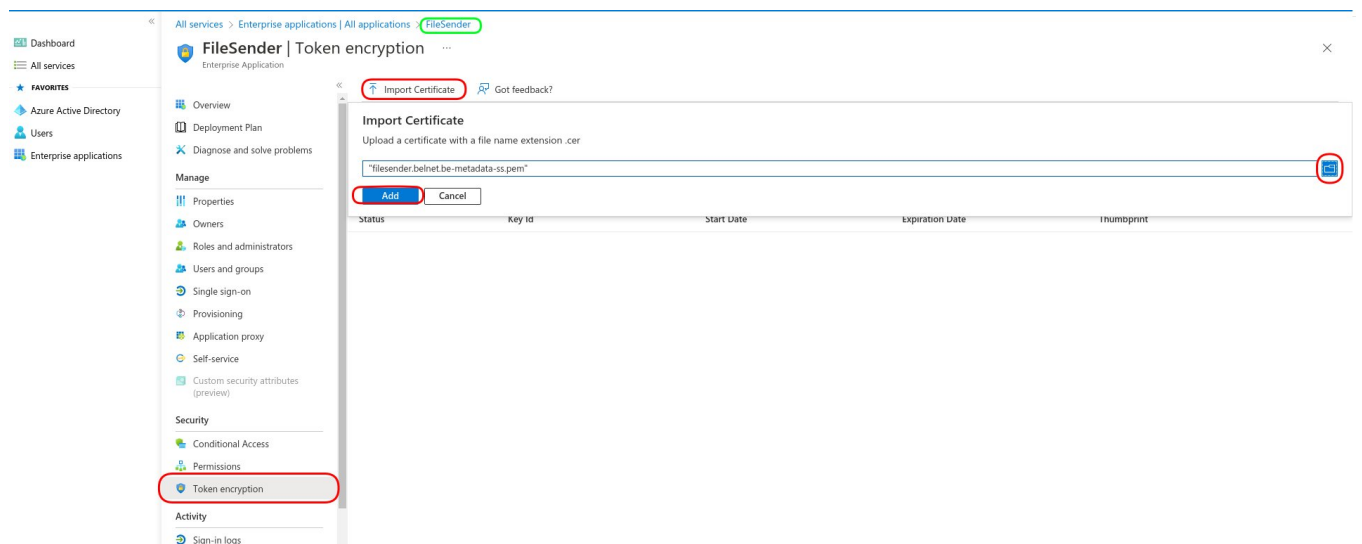 All services > Enterprise applications | All applications > FileSender
Dashboard
All services
FAVORITES
Azure Active Directory
Users
Enterprise applications
FileSender | Token encryption ...
Enterprise Application
Overview
Deployment Plan
Diagnose and solve problems
Manage
Properties
Owners
Roles and administrators
Users and groups
Single sign-on
Provisioning
Application proxy
Self-service
Custom security attributes
(preview)
Security
Conditional Access
Permissions
Token encryption
Activity
Sign-in logs
Import Certificate Got feedback?
Import Certificate
Upload a certificate with a file name extension .cer
"filesender.belnet.be-metadata-ss.pem"
Add Cancel
Status Key Id Start Date Expiration Date Thumbprint